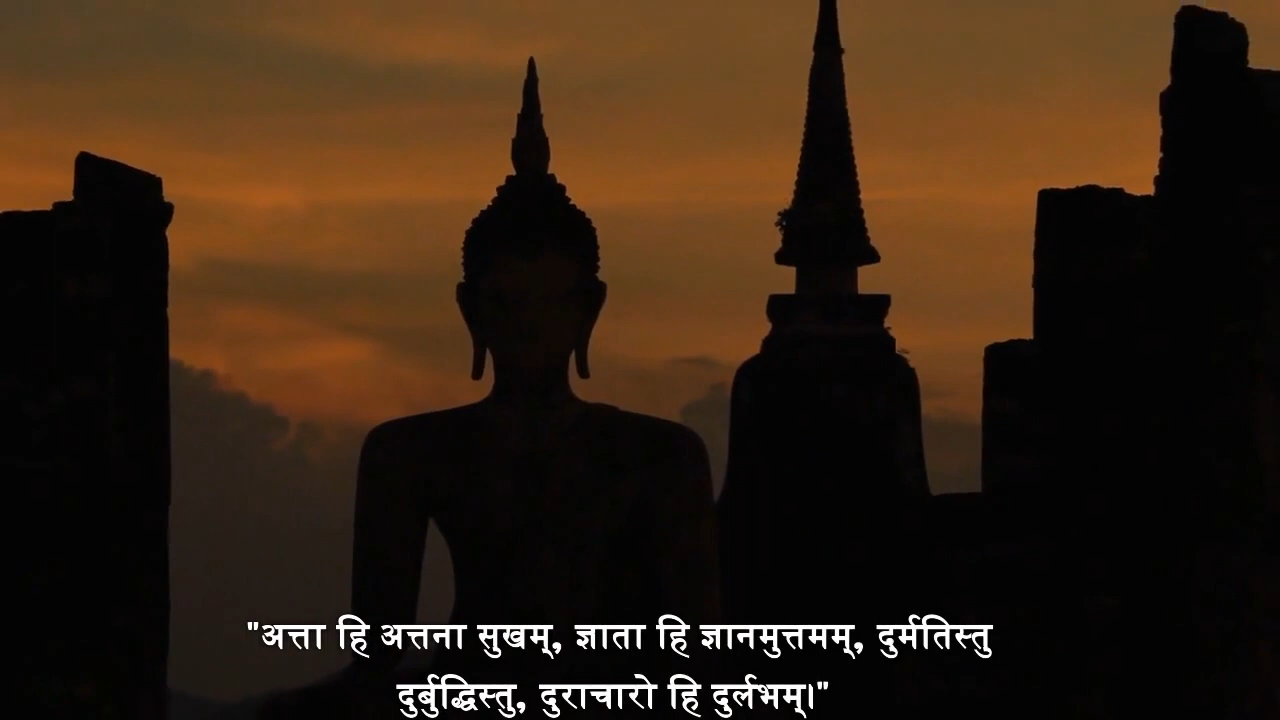 "अत्ता हि अत्तना सुखम्, ज्ञाता हि ज्ञानमुत्तमम्, दुर्मतिस्तु
दुर्बुद्धिस्तु, दुराचारो हि दुर्लभम्।"